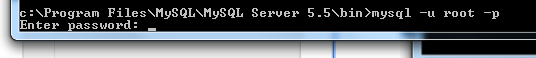 c:\Program Files\MySQL\MySQL Server 5.5\bin>mysql -u root -p
Enter password: _